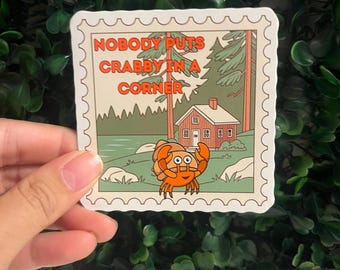 NOBODY PUTS
CRABBY IN A
CORNER